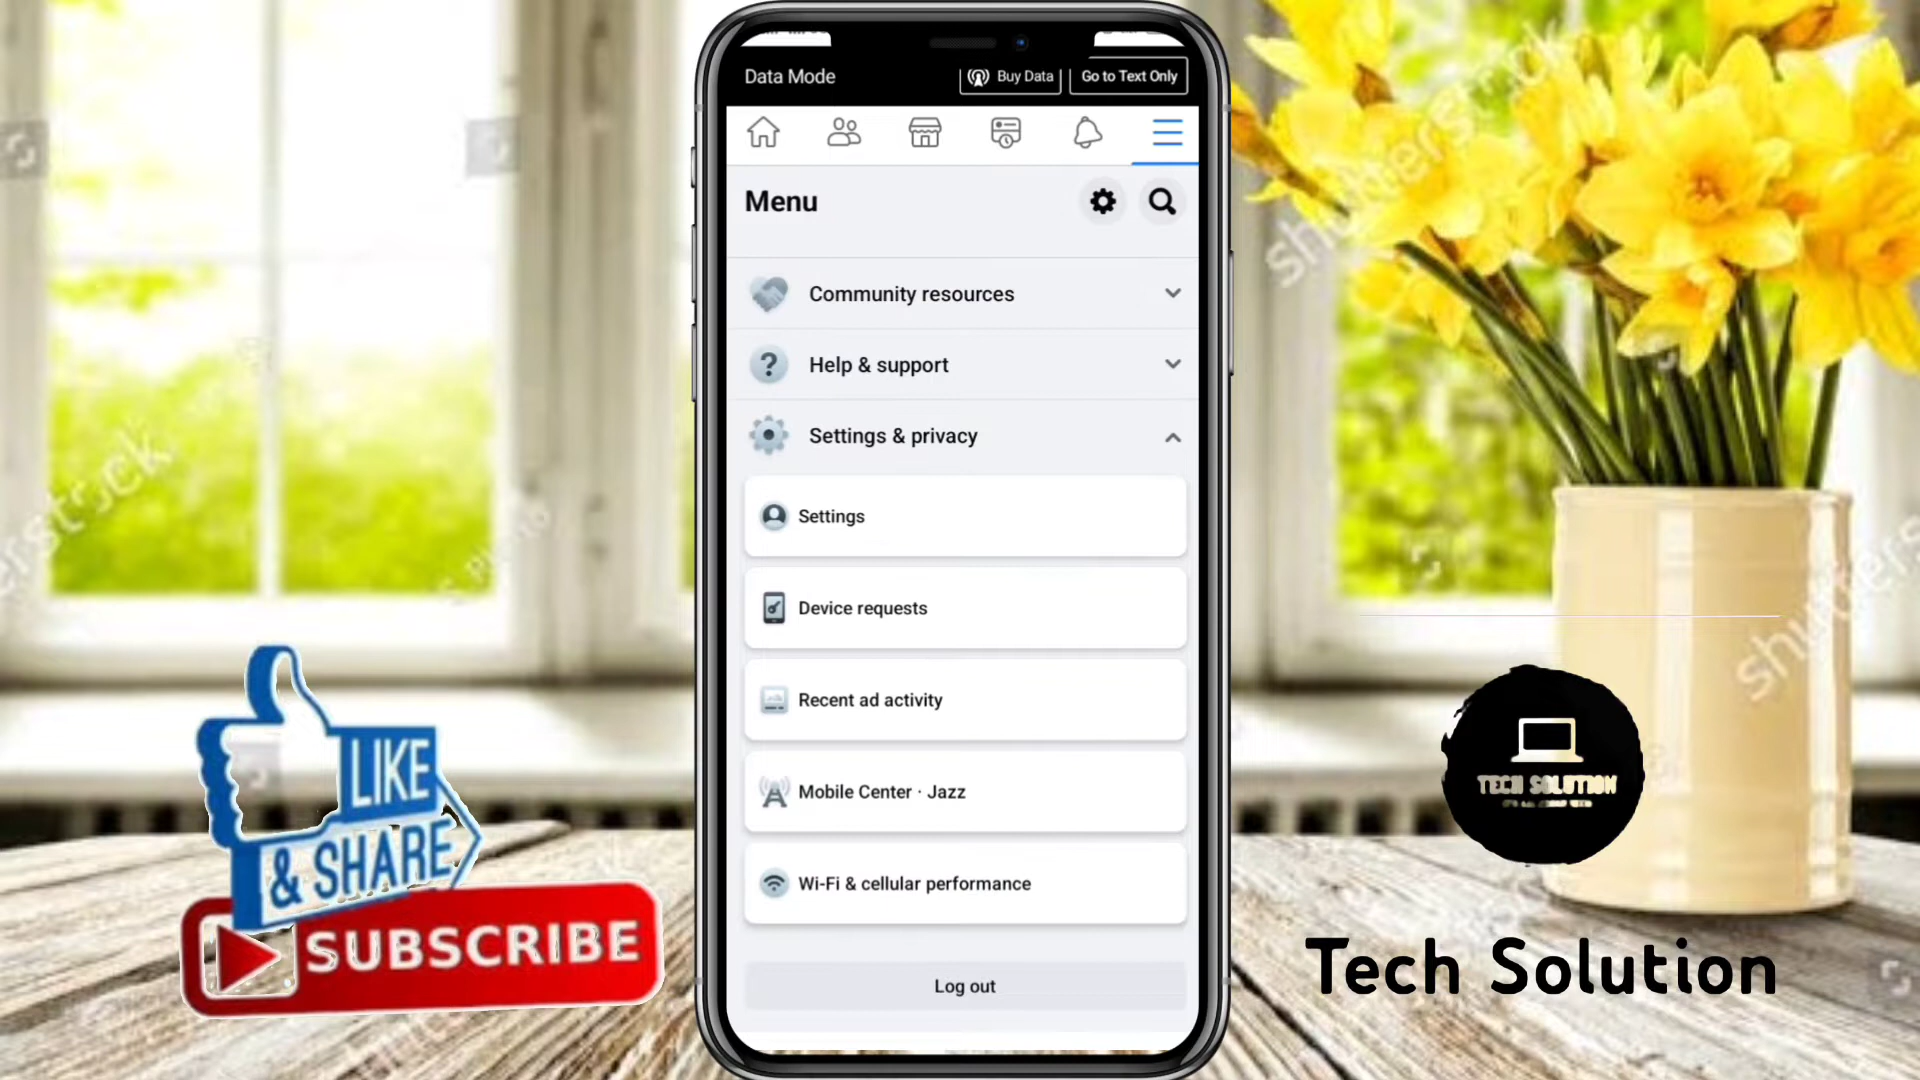 Data Mode
Buy Data
Go to Text Only
Menu
Community resources
Help & support
Settings & privacy
Settings
Device requests
Recent ad activity
Mobile Center · Jazz
Wi-Fi & cellular performance
Log out
LIKE
& SHARE
SUBSCRIBE
TECH SOLUTION
Tech Solution